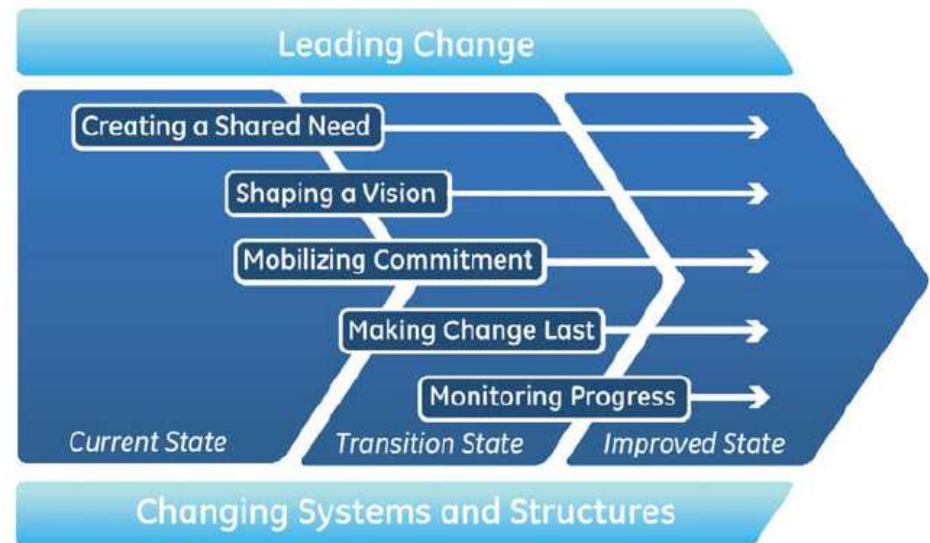 Leading Change
Creating a Shared Need
Shaping a Vision
Mobilizing Commitment
Making Change Last
Monitoring Progress
Current State
Transition State
Improved State
Changing Systems and Structures